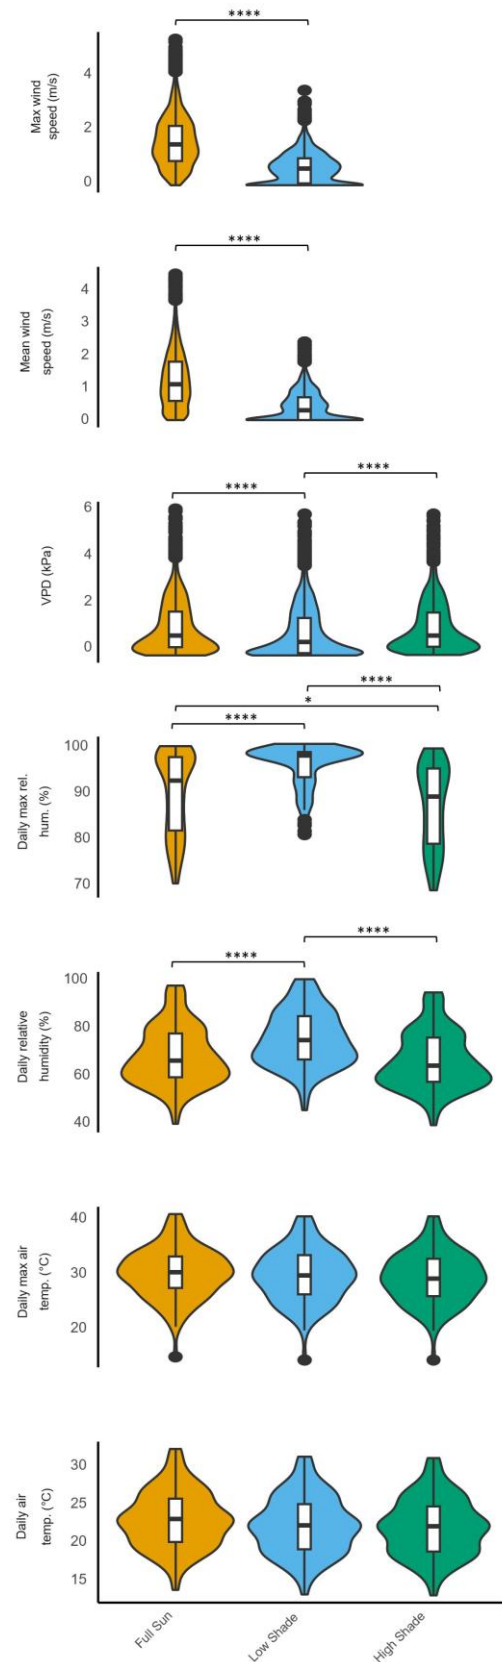 ****
Max wind
speed (m/s)
4
2
0
****
Mean wind
speed (m/s)
4
3
2
1
0
****
****
VPD (kPa)
6
4
2
0
****
*
****
Daily max rel.
hum. (%)
100
90
80
70
****
****
Daily relative
humidity (%)
100
80
60
40
Daily max air
temp. (°C)
40
30
20
Daily air
temp. (°C)
30
25
20
15
Full Sun
Low Shade
High Shade